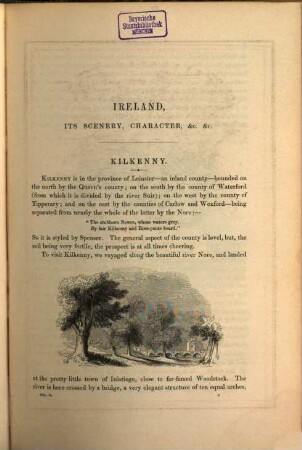 Bayerische
Staatsbibliothek
München
IRELAND,
ITS SCENERY, CHARACTER, &c. &c.
KILKENNY.
KILKENNY is in the province of Leinster—an inland county—bounded on
the north by the Queen's county; on the south by the county of Waterford
(from which it is divided by the river Suir); on the west by the county of
Tipperary; and on the east by the counties of Carlow and Wexford—being
separated from nearly the whole of the latter by the Nore;—
"The stubborn Newre, whose waters grey,
By fair Kilkenny and Rosse-ponte board."
So it is styled by Spenser. The general aspect of the county is level, but, the
soil being very fertile, the prospect is at all times cheering.
To visit Kilkenny, we voyaged along the beautiful river Nore, and landed
at the pretty little town of Inistioge, close to far-famed Woodstock. The
river is here crossed by a bridge, a very elegant structure of ten equal arches,
VOL. II.